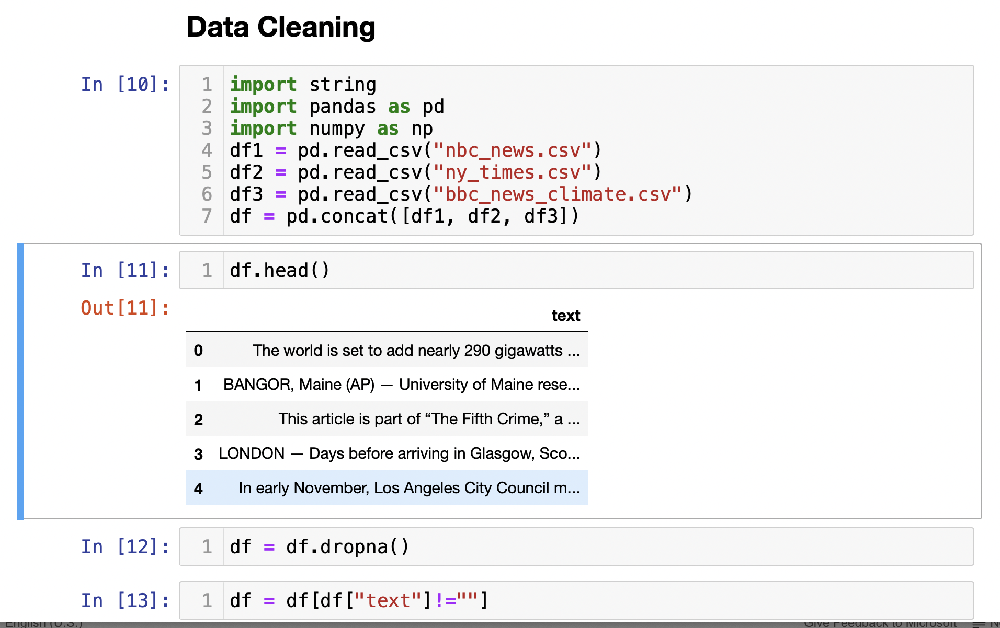 Data Cleaning
In [10]:
1 import string
2 import pandas as pd
3 import numpy as np
4 df1 = pd.read_csv("nbc_news.csv")
5 df2 = pd.read_csv("ny_times.csv")
6 df3 = pd.read_csv("bbc_news_climate.csv")
7 df = pd.concat([df1, df2, df3])
In [11]:
1 df.head()
Out[11]:
text
0 The world is set to add nearly 290 gigawatts ...
1 BANGOR, Maine (AP) — University of Maine rese...
2 This article is part of “The Fifth Crime,” a ...
3 LONDON — Days before arriving in Glasgow, Sco...
4 In early November, Los Angeles City Council m...
In [12]:
1 df = df.dropna()
In [13]:
1 df = df[df["text"]!=""]
English (U.S.) Give Feedback to Microsoft